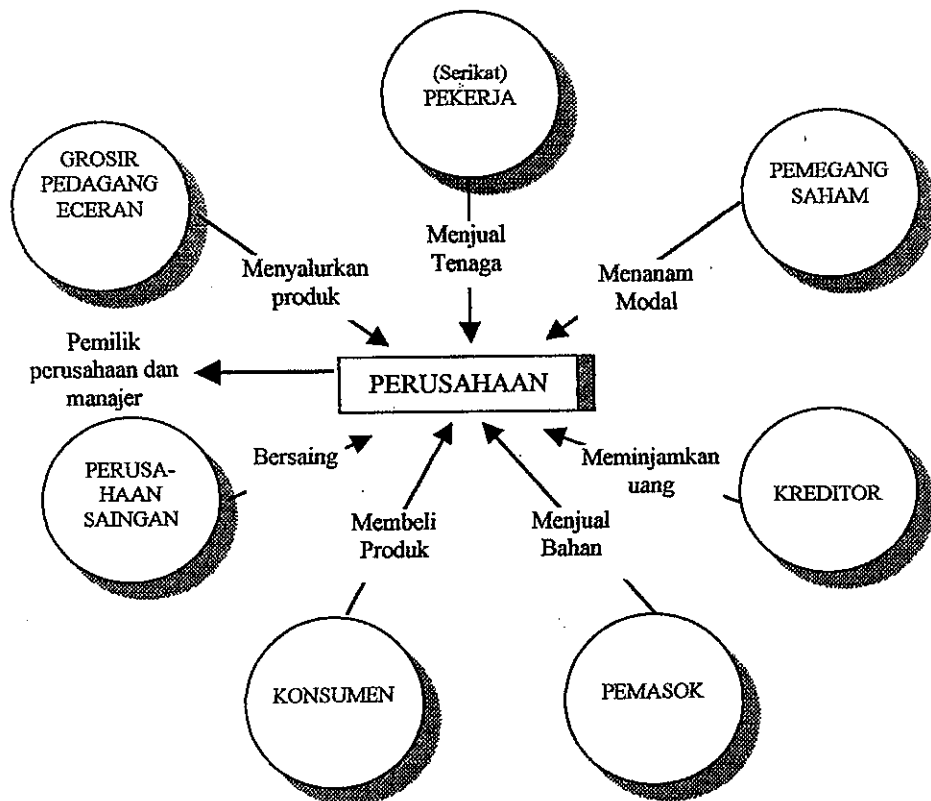 (Serikat)
PEKERJA
GROSIR
PEDAGANG
ECERAN
PEMEGANG
SAHAM
Menyalurkan
produk
Menjual
Tenaga
Menanam
Modal
Pemilik
perusahaan dan
manajer
PERUSAHAAN
PERUSA-
HAAN
SAINGAN
Bersaing
Meminjamkan
uang
KREDITOR
Membeli
Produk
Menjual
Bahan
KONSUMEN
PEMASOK